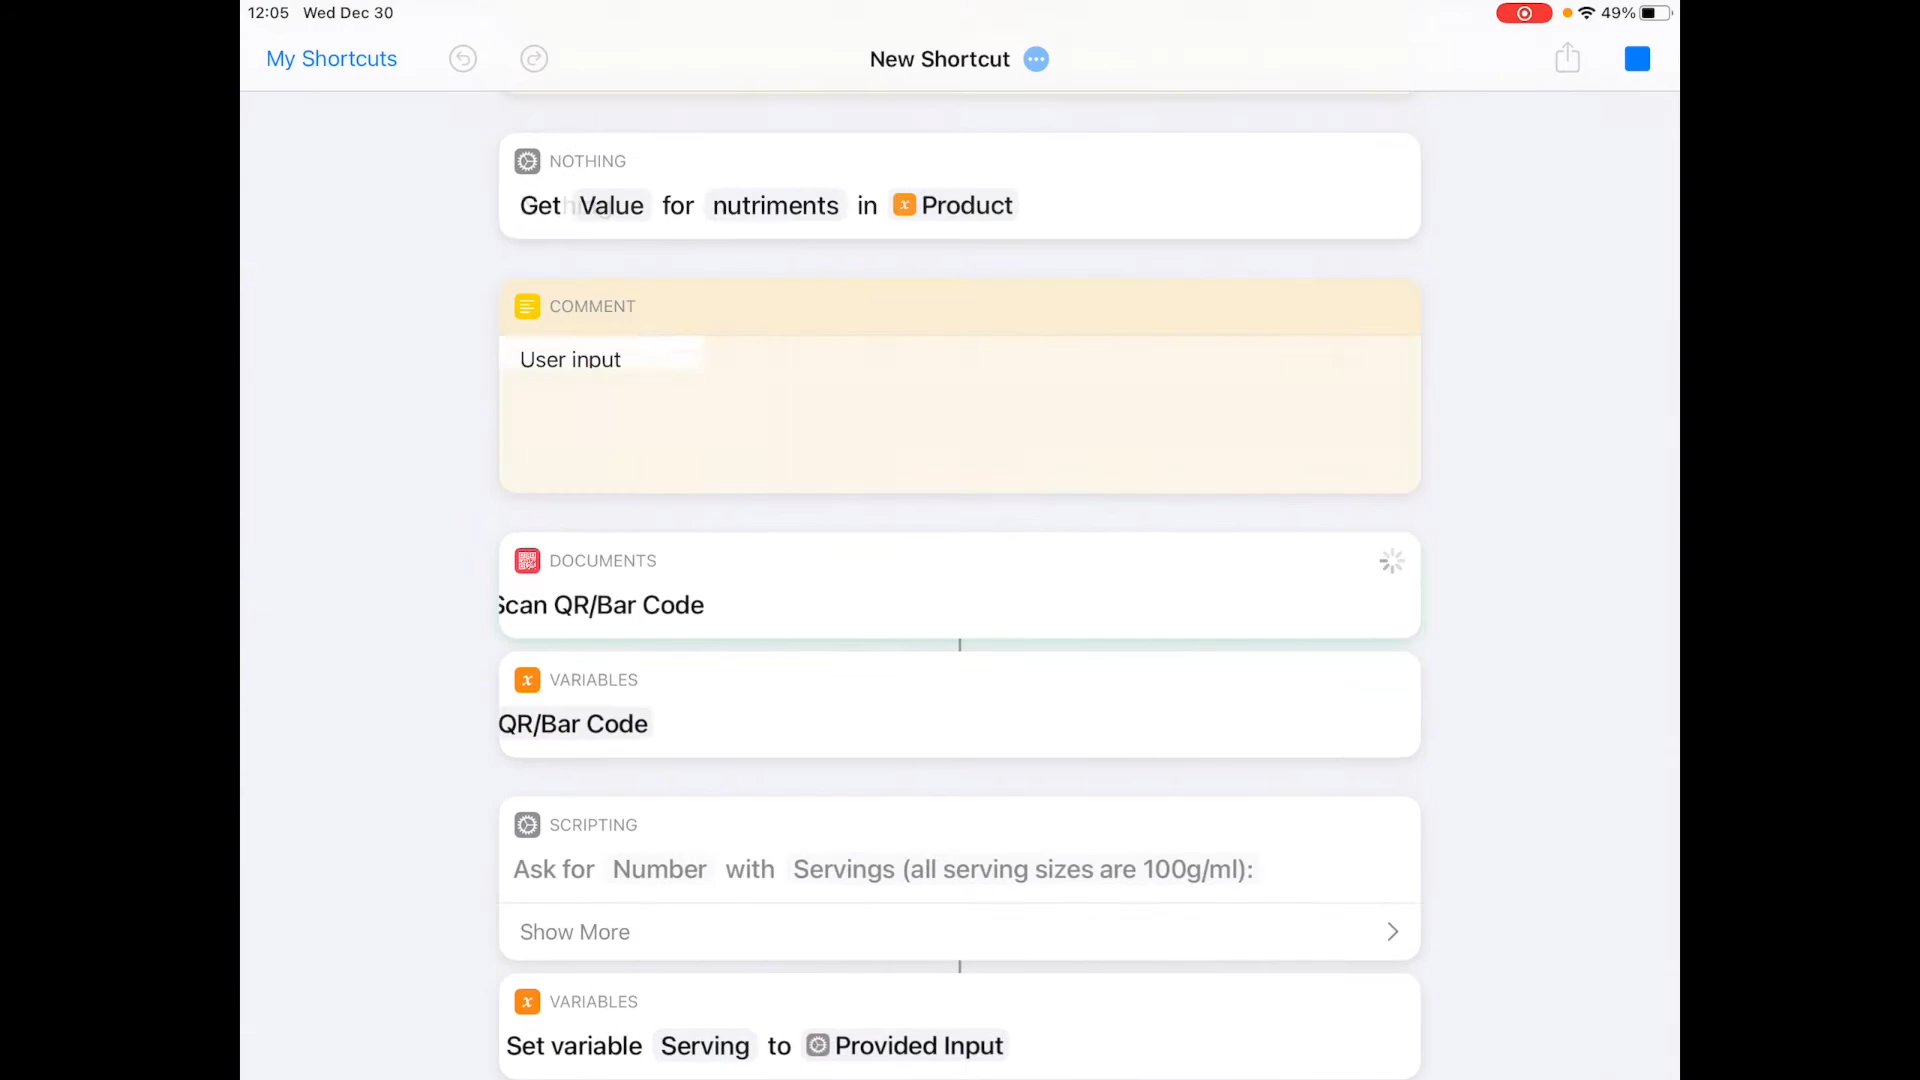 12:05 Wed Dec 30
49%
My Shortcuts
New Shortcut
NOTHING
Get Value for nutriments in x Product
COMMENT
User input
DOCUMENTS
Scan QR/Bar Code
x VARIABLES
QR/Bar Code
SCRIPTING
Ask for Number with Servings (all serving sizes are 100g/ml):
Show More
x VARIABLES
Set variable Serving to Provided Input